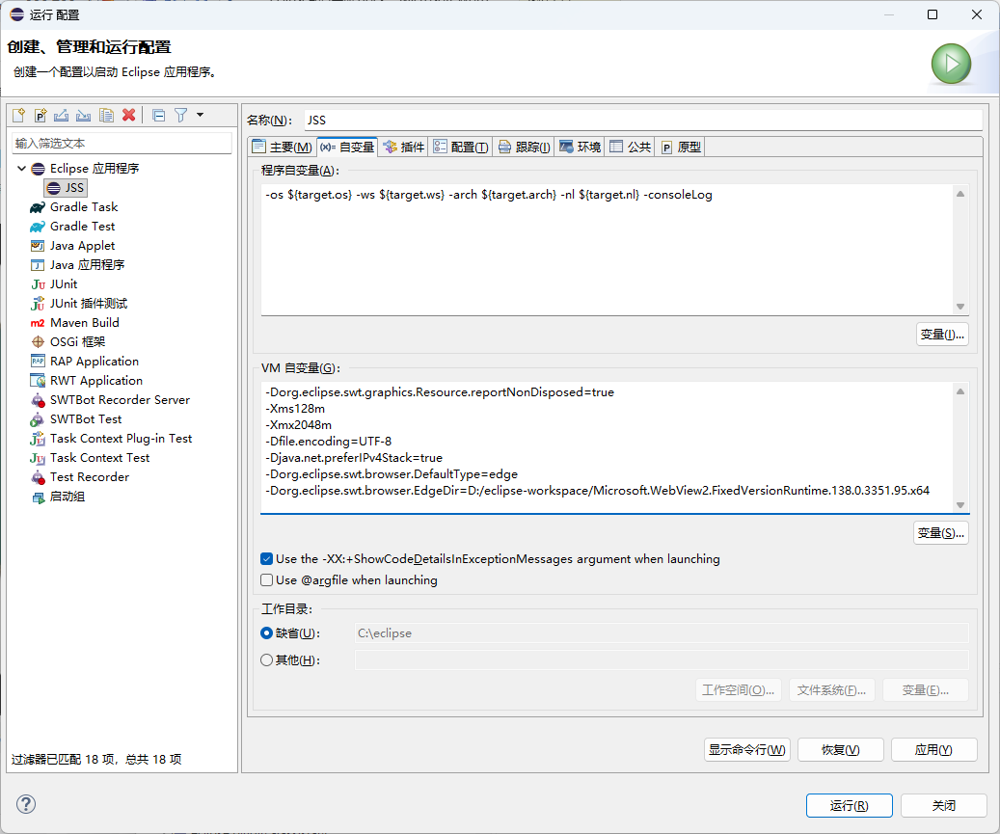 运行 配置
创建、管理和运行配置
创建一个配置以启动 Eclipse 应用程序。
输入筛选文本
Eclipse 应用程序
JSS
Gradle Task
Gradle Test
Java Applet
Java 应用程序
JUnit
JUnit 插件测试
Maven Build
OSGi 框架
RAP Application
RWT Application
SWTBot Recorder Server
SWTBot Test
Task Context Plug-in Test
Task Context Test
Test Recorder
启动组
过滤器已匹配 18 项，总共 18 项
名称(N)： JSS
主要(M) (x)= 自变量 插件 配置(T) 跟踪(I) 环境 公共 P 原型
程序自变量(A)：
-os ${target.os} -ws ${target.ws} -arch ${target.arch} -nl ${target.nl} -consoleLog
变量(I)...
VM 自变量(G)：
-Dorg.eclipse.swt.graphics.Resource.reportNonDisposed=true
-Xms128m
-Xmx2048m
-Dfile.encoding=UTF-8
-Djava.net.preferIPv4Stack=true
-Dorg.eclipse.swt.browser.DefaultType=edge
-Dorg.eclipse.swt.browser.EdgeDir=D:/eclipse-workspace/Microsoft.WebView2.FixedVersionRuntime.138.0.3351.95.x64
变量(S)...
Use the -XX:+ShowCodeDetailsInExceptionMessages argument when launching
Use @argfile when launching
工作目录：
缺省(U)： C:\eclipse
其他(H)：
工作空间(O)... 文件系统(F)... 变量(E)...
显示命令行(W) 恢复(V) 应用(Y)
运行(R) 关闭